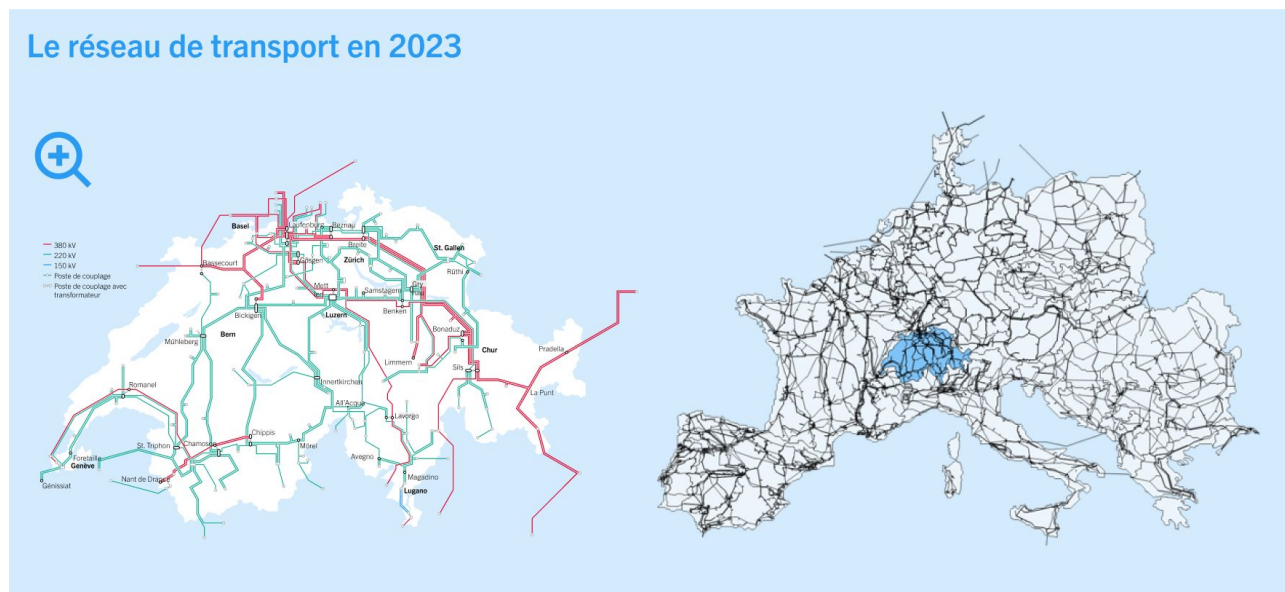 Le réseau de transport en 2023
380 kV
220 kV
150 kV
Poste de couplage
Poste de couplage avec
transformateur
Basel
Laufenburg
Beznau
Breite
Bassecourt
Gösgen
Zürich
St. Gallen
Rüthi
Mett
Samstagern
Gry
Benken
Bickigen
Luzern
Bern
Mühleberg
Bonaduz
Limmern
Chur
Sils
Pradella
La Punt
Innertkirchen
Romanel
All'Acqua
Lavorgo
Chippis
St. Triphon
Chamoson
Mörel
Foretaille
Genève
Avegno
Génissiat
Nant de Drance
Magadino
Lugano